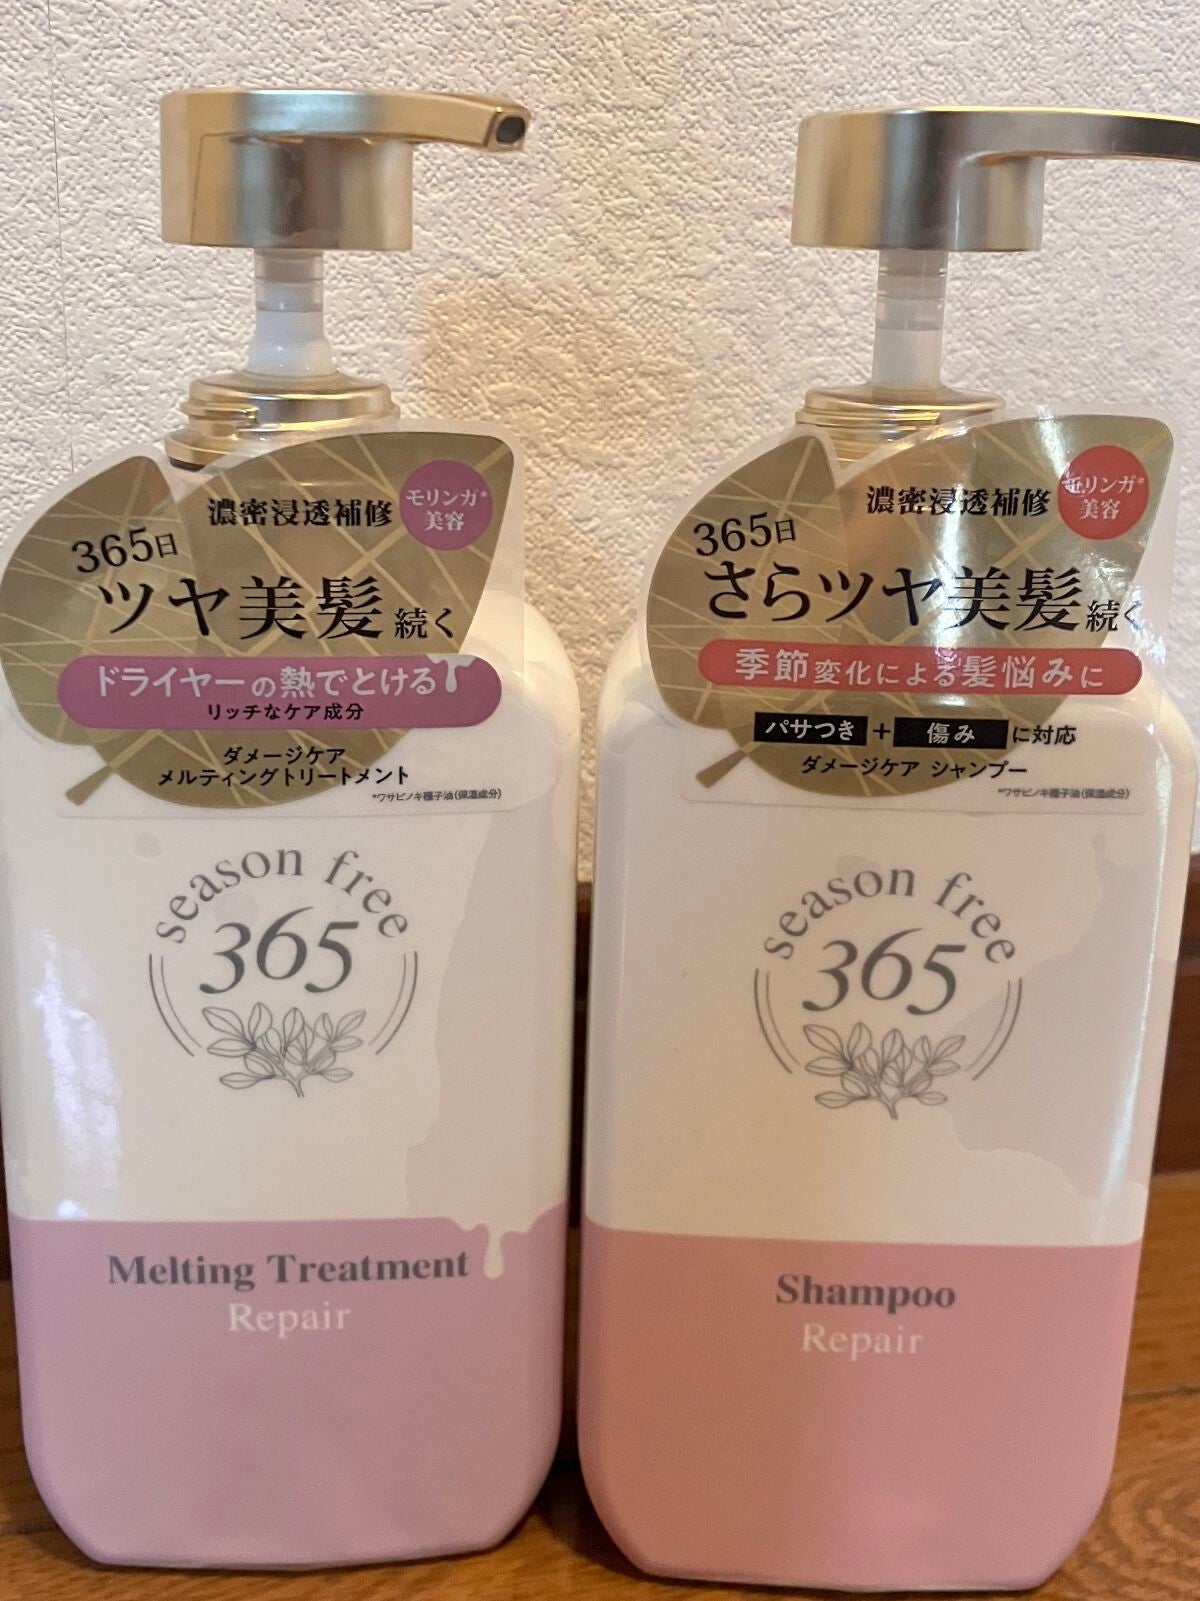 濃密浸透補修
モリンガ*
美容
365日
ツヤ美髪続く
ドライヤーの熱でとける
リッチなケア成分
ダメージケア
メルティングトリートメント
*ワサビノキ種子油(保湿成分)
season free
365
Melting Treatment
Repair
濃密浸透補修
モリンガ*
美容
365日
さらツヤ美髪続く
季節変化による髪悩みに
パサつき+傷みに対応
ダメージケア シャンプー
*ワサビノキ種子油(保湿成分)
season free
365
Shampoo
Repair